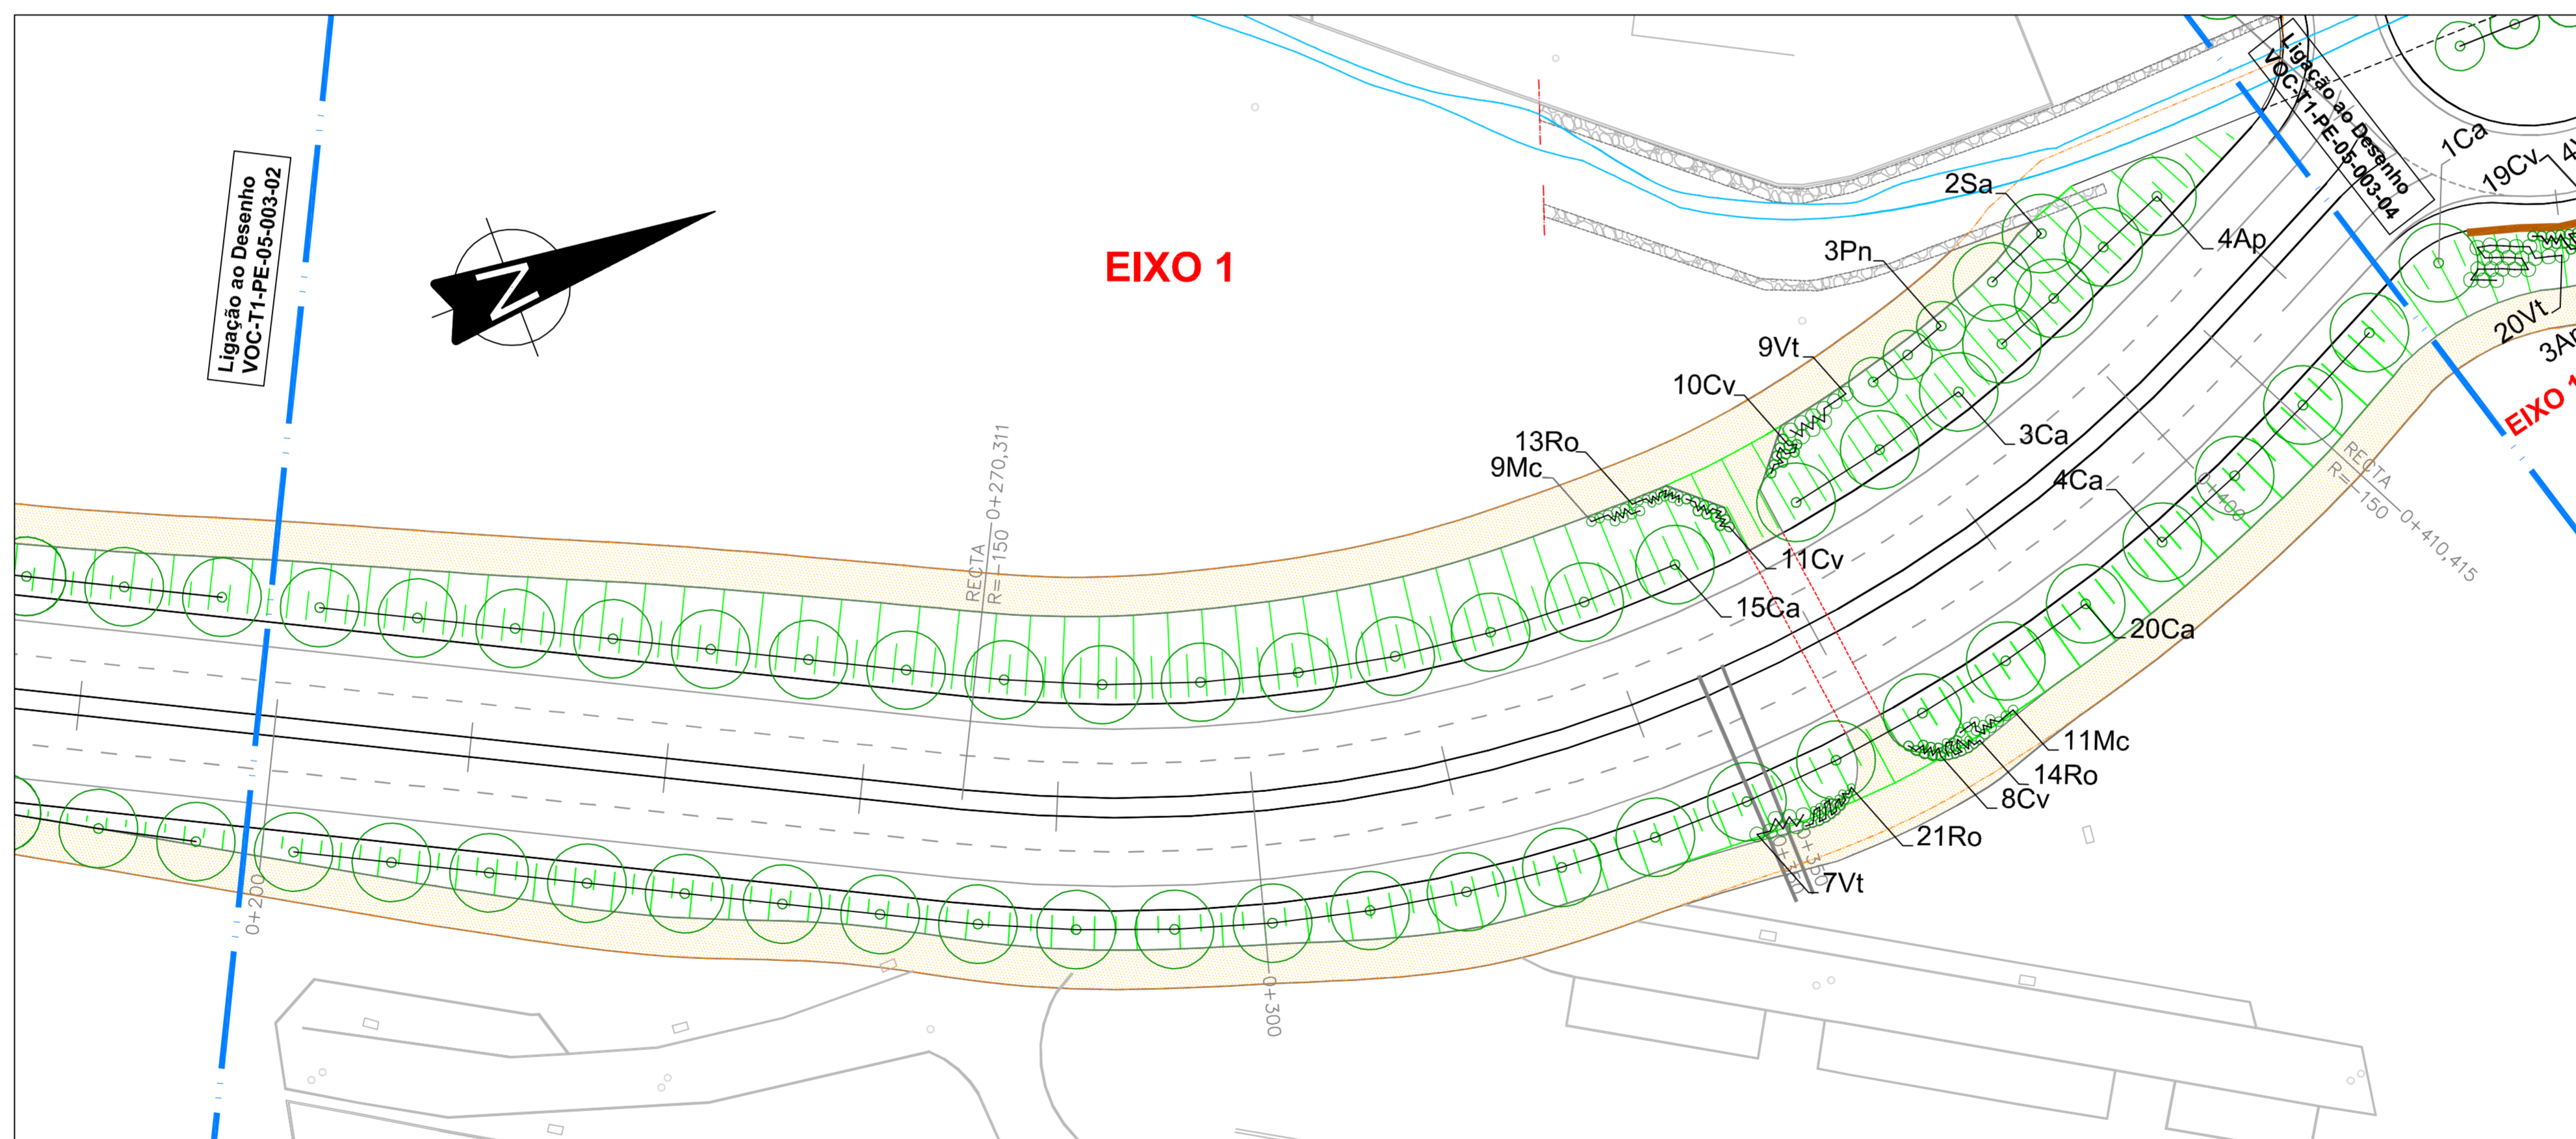 Ligação ao Desenho
VOC-T1-PE-05-003-02
N
EIXO 1
Ligação ao Desenho
VOC-T1-PE-05-003-04
1Ca
19Cv
20Vt
EIXO 1
2Sa
4Ap
3Pn
9Vt
10Cv
3Ca
13Ro
9Mc
11Cv
15Ca
4Ca
20Ca
11Mc
14Ro
8Cv
21Ro
7Vt
RECTA
R=-150
0+270,311
RECTA
R=-150
0+410,415
0+400
0+200
0+300
0+350